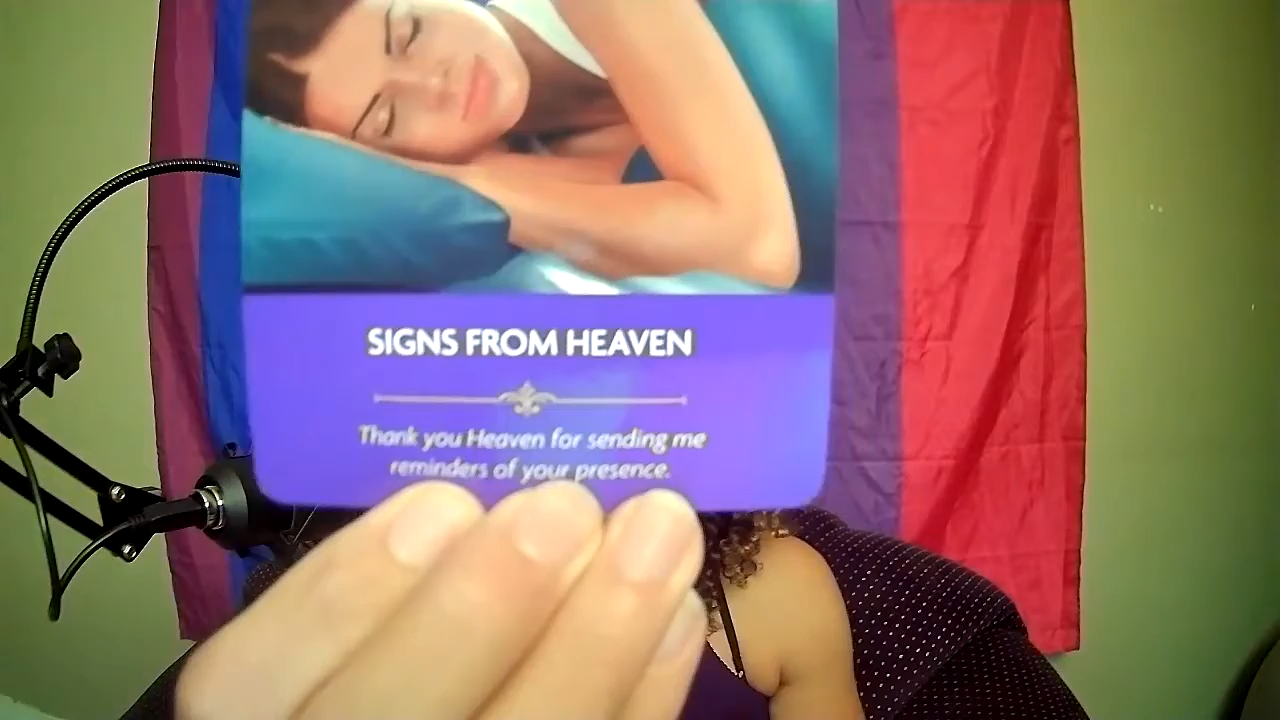 SIGNS FROM HEAVEN
Thank you Heaven for sending me
reminders of your presence.